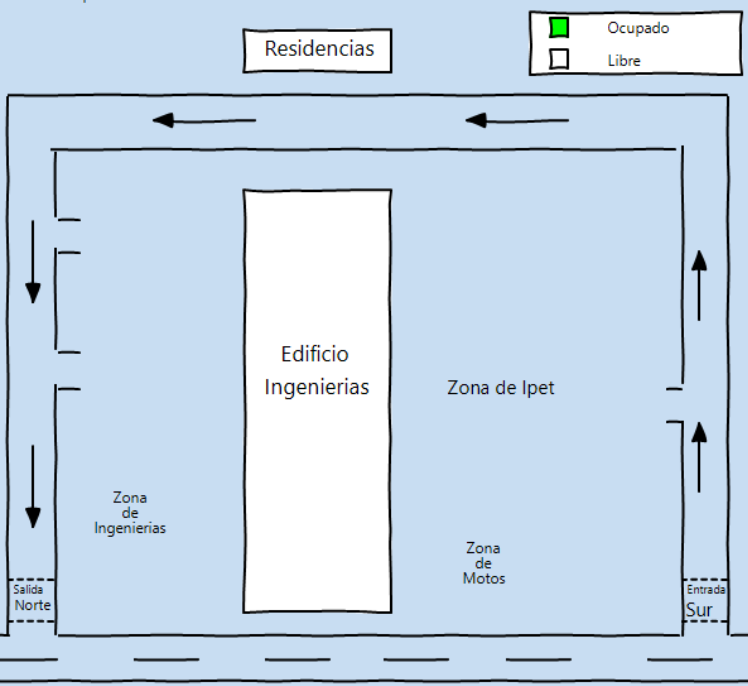 Residencias
Ocupado
Libre
Edificio
Ingenierias
Zona de Ipet
Zona
de
Ingenierias
Zona
de
Motos
Salida
Norte
Entrada
Sur